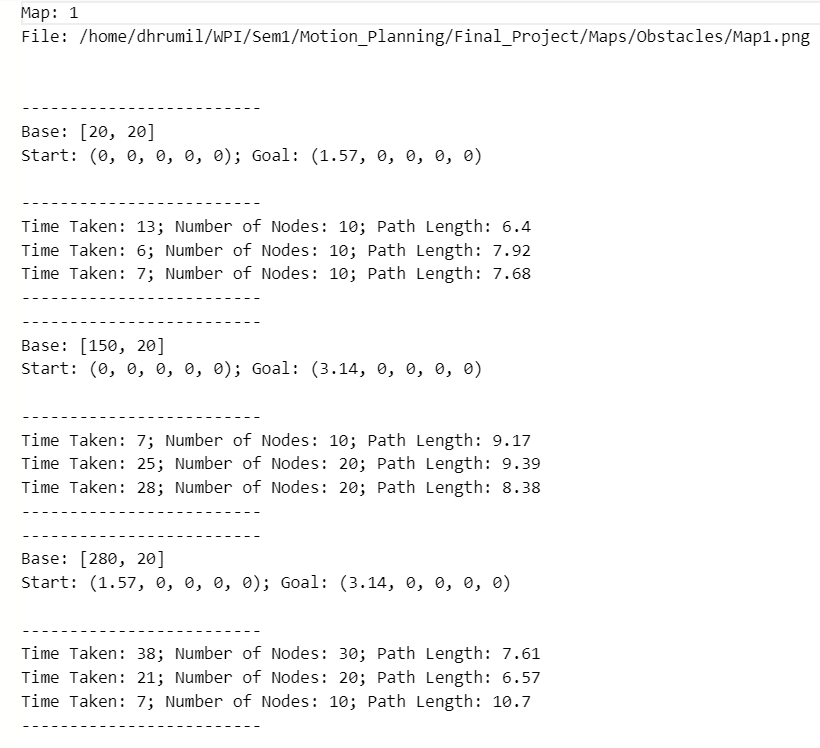 Map: 1
File: /home/dhrumil/WPI/Sem1/Motion_Planning/Final_Project/Maps/Obstacles/Map1.png
-------------------------
Base: [20, 20]
Start: (0, 0, 0, 0, 0); Goal: (1.57, 0, 0, 0, 0)
-------------------------
Time Taken: 13; Number of Nodes: 10; Path Length: 6.4
Time Taken: 6; Number of Nodes: 10; Path Length: 7.92
Time Taken: 7; Number of Nodes: 10; Path Length: 7.68
-------------------------
-------------------------
Base: [150, 20]
Start: (0, 0, 0, 0, 0); Goal: (3.14, 0, 0, 0, 0)
-------------------------
Time Taken: 7; Number of Nodes: 10; Path Length: 9.17
Time Taken: 25; Number of Nodes: 20; Path Length: 9.39
Time Taken: 28; Number of Nodes: 20; Path Length: 8.38
-------------------------
-------------------------
Base: [280, 20]
Start: (1.57, 0, 0, 0, 0); Goal: (3.14, 0, 0, 0, 0)
-------------------------
Time Taken: 38; Number of Nodes: 30; Path Length: 7.61
Time Taken: 21; Number of Nodes: 20; Path Length: 6.57
Time Taken: 7; Number of Nodes: 10; Path Length: 10.7
-------------------------